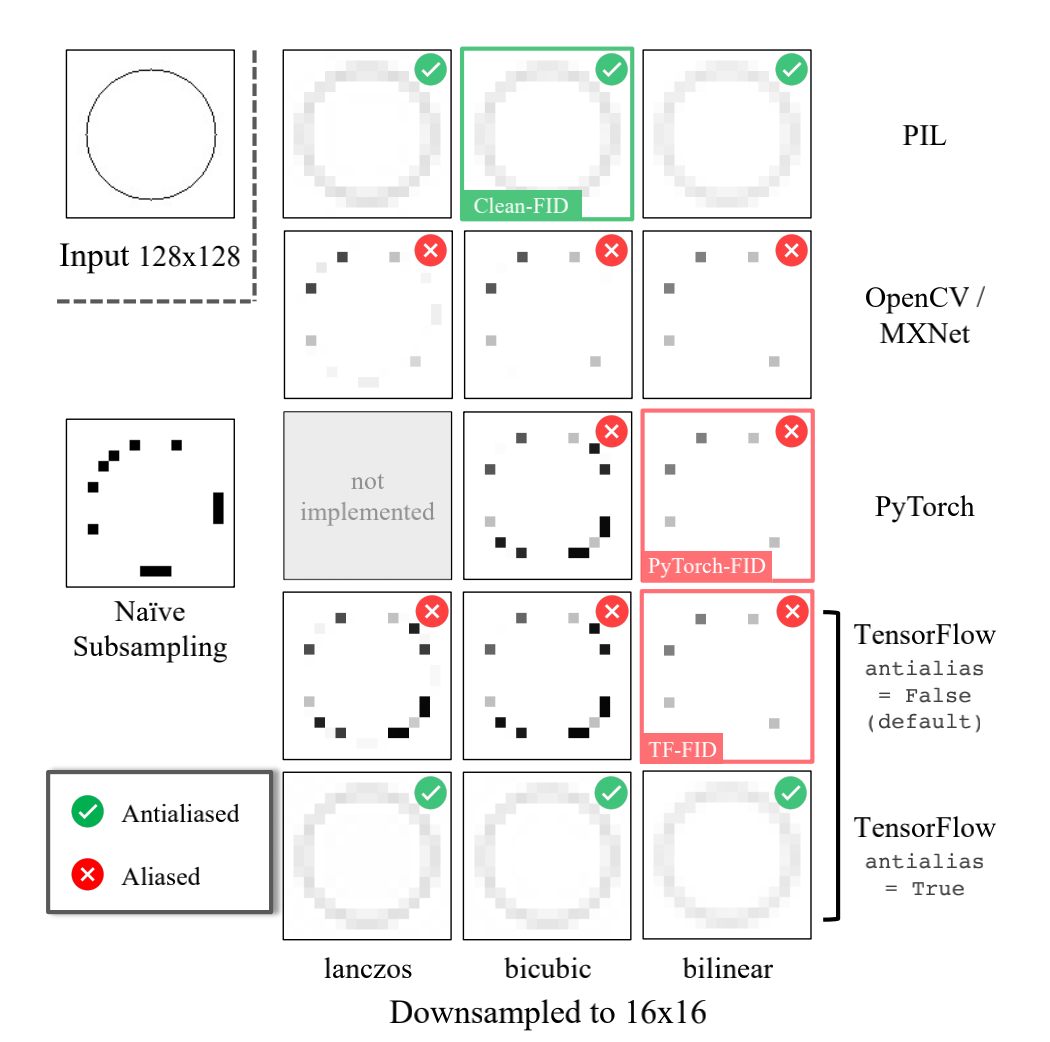 PIL
Clean-FID
Input 128x128
OpenCV /
MXNet
not
implemented
PyTorch
PyTorch-FID
Naïve
Subsampling
TensorFlow
antialias
= False
(default)
TF-FID
Antialiased
Aliased
TensorFlow
antialias
= True
lanczos
bicubic
bilinear
Downsampled to 16x16